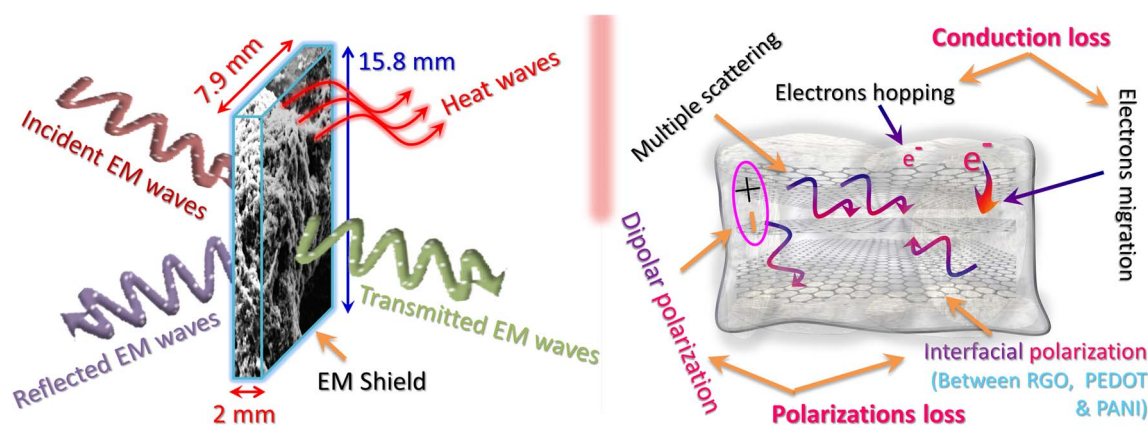 7.9 mm
15.8 mm
Heat waves
Incident EM waves
Reflected EM waves
Transmitted EM waves
EM Shield
2 mm
Conduction loss
Electrons hopping
Multiple scattering
e-
e-
Electrons migration
+
-
Dipolar polarization
Interfacial polarization
(Between RGO, PEDOT
& PANI)
Polarizations loss